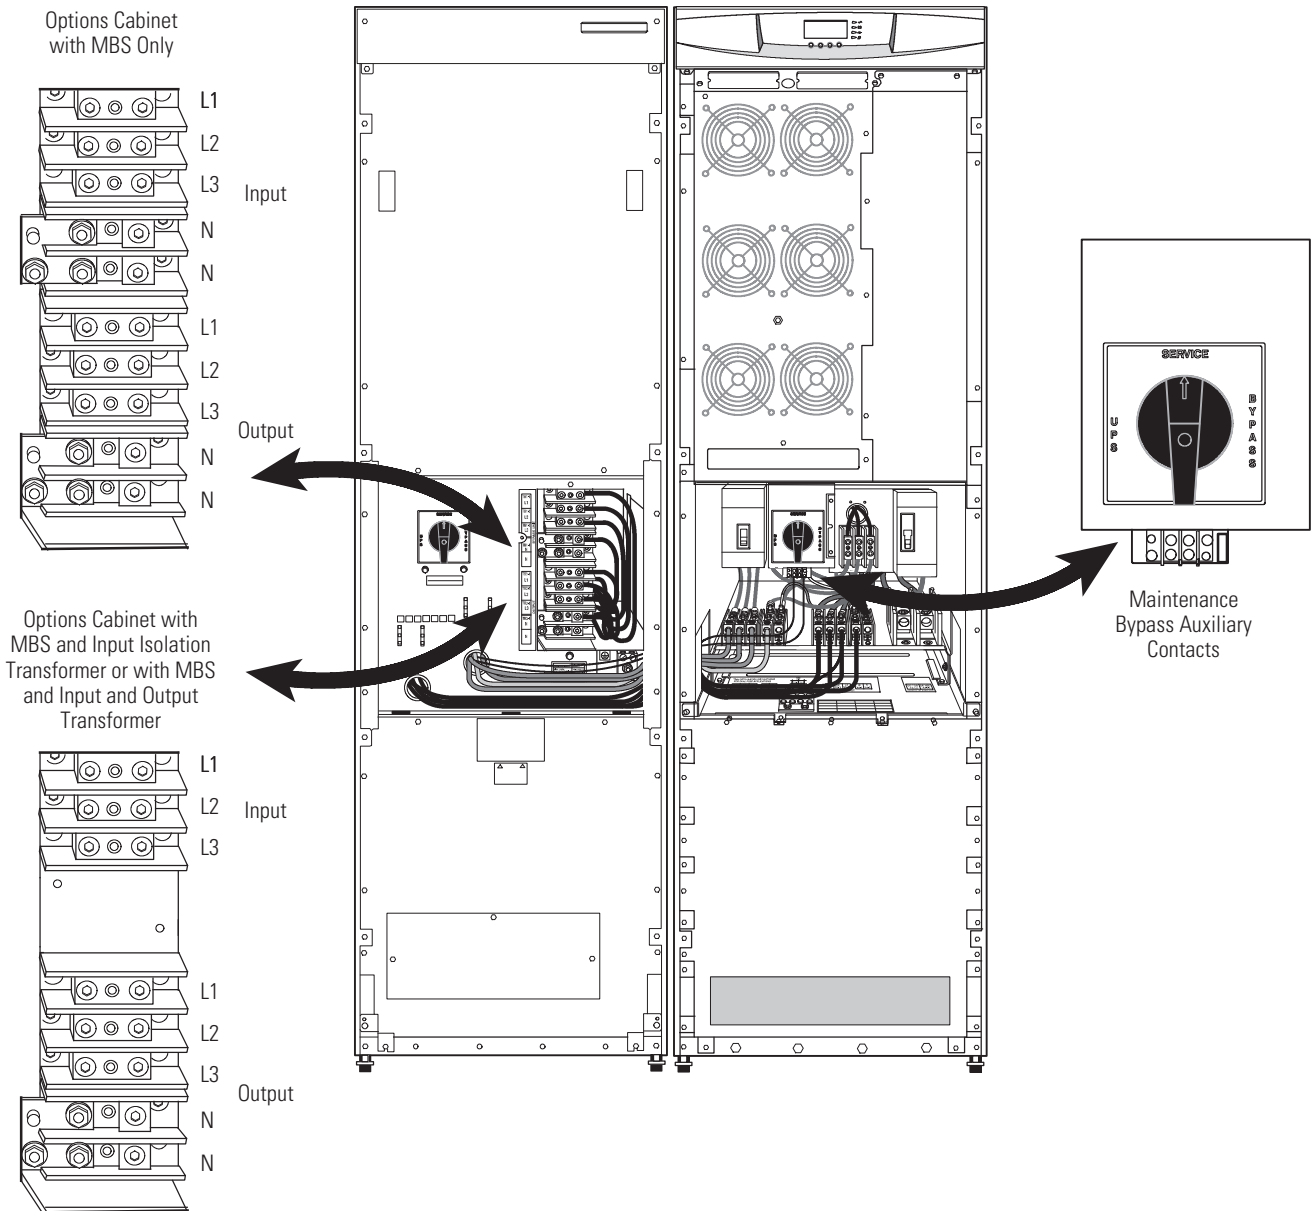 Options Cabinet
with MBS Only
L1
L2
L3
Input
N
N
L1
L2
L3
Output
N
N
Options Cabinet with
MBS and Input Isolation
Transformer or with MBS
and Input and Output
Transformer
L1
L2
Input
L3
L1
L2
L3
Output
N
N
SERVICE
UPS
BYPASS
Maintenance
Bypass Auxiliary
Contacts